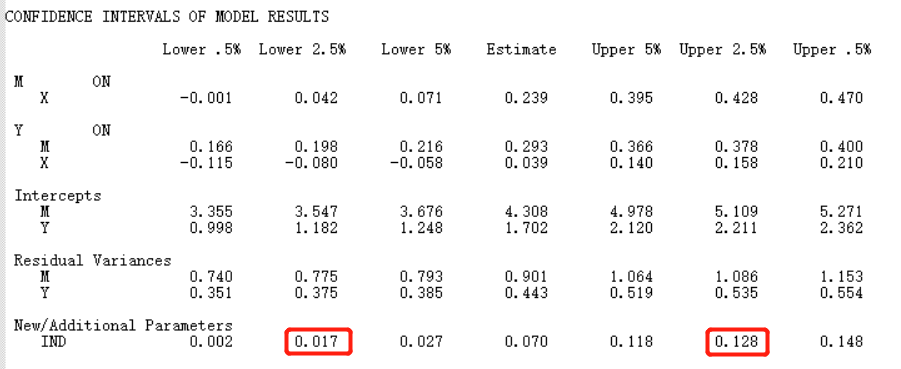 CONFIDENCE INTERVALS OF MODEL RESULTS
Lower .5% Lower 2.5% Lower 5% Estimate Upper 5% Upper 2.5% Upper .5%
M ON
X -0.001 0.042 0.071 0.239 0.395 0.428 0.470
Y ON
M 0.166 0.198 0.216 0.293 0.366 0.378 0.400
X -0.115 -0.080 -0.058 0.039 0.140 0.158 0.210
Intercepts
M 3.355 3.547 3.676 4.308 4.978 5.109 5.271
Y 0.998 1.182 1.248 1.702 2.120 2.211 2.362
Residual Variances
M 0.740 0.775 0.793 0.901 1.064 1.086 1.153
Y 0.351 0.375 0.385 0.443 0.519 0.535 0.554
New/Additional Parameters
IND 0.002 0.017 0.027 0.070 0.118 0.128 0.148